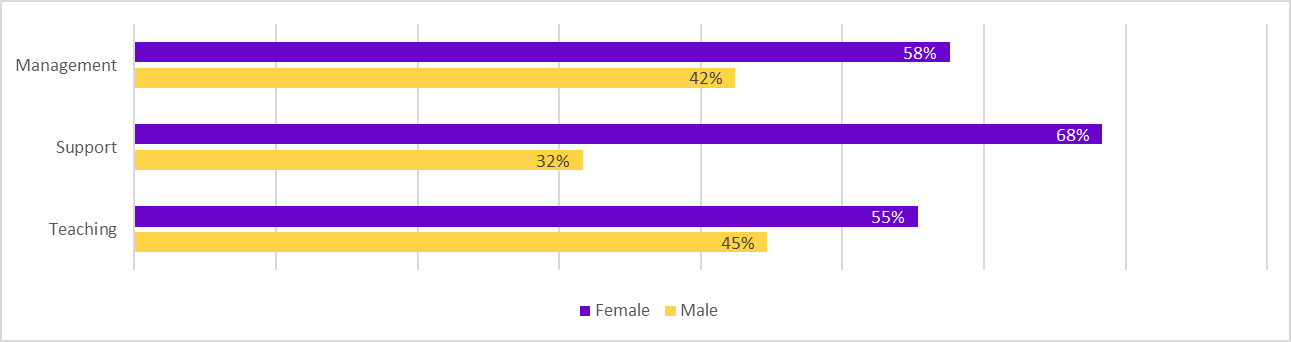 Management
58%
42%
Support
68%
32%
Teaching
55%
45%
Female Male